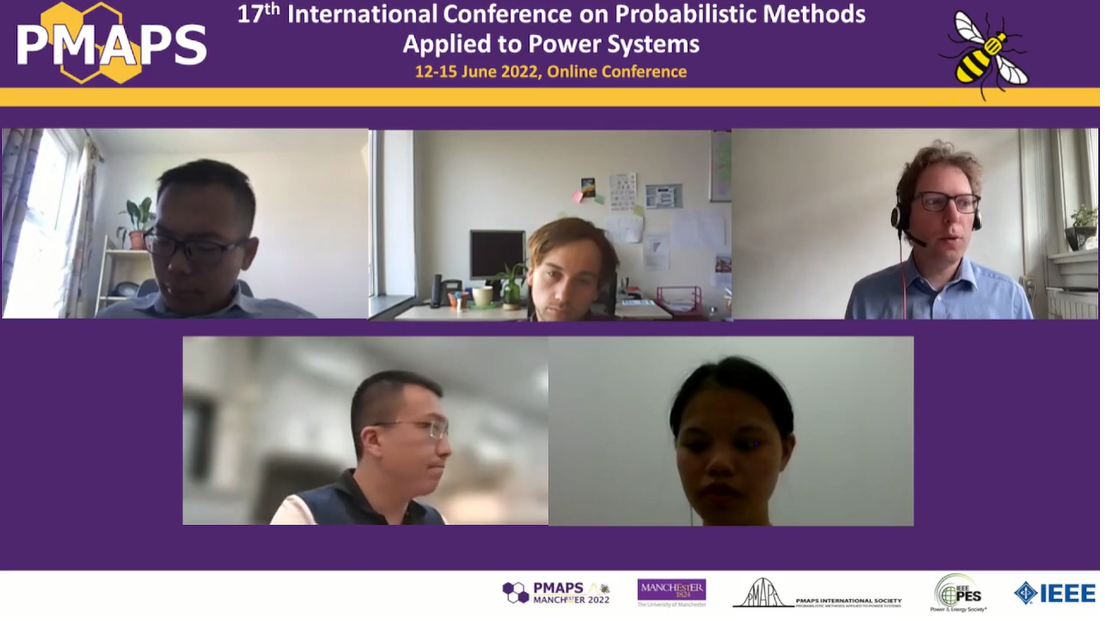 PMAPS
17th International Conference on Probabilistic Methods
Applied to Power Systems
12-15 June 2022, Online Conference
PMAPS
MANCHESTER 2022
MANCHESTER
1824
The University of Manchester
PMAPS
PMAPS INTERNATIONAL SOCIETY
PROBABILISTIC METHODS APPLIED TO POWER SYSTEMS
IEEE
PES
Power & Energy Society®
IEEE